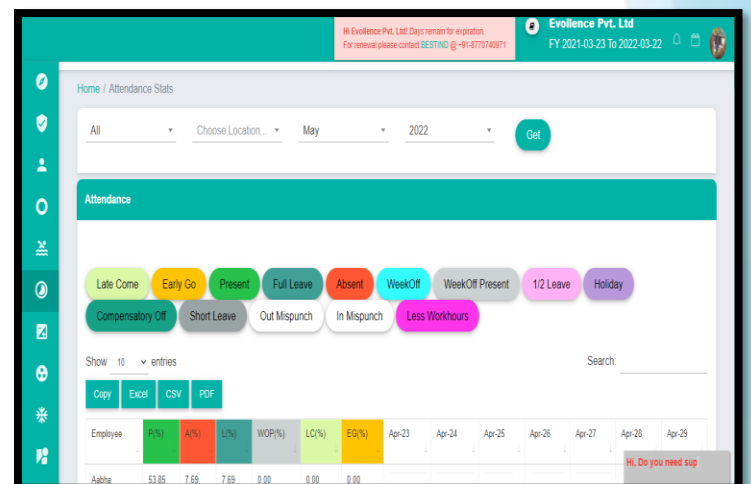 Hi Evollence Pvt. Ltd! Days remain for expiration.
For renewal please contact BESTIND @ +91-8770740971
Evollence Pvt. Ltd
FY 2021-03-23 To 2022-03-22
Home / Attendance Stats
All Choose Location... May 2022 Get
Attendance
Late Come Early Go Present Full Leave Absent WeekOff WeekOff Present 1/2 Leave Holiday
Compensatory Off Short Leave Out Mispunch In Mispunch Less Workhours
Show 10 entries Search:
Copy Excel CSV PDF
Employee P(%) A(%) L(%) WOP(%) LC(%) EG(%) Apr-23 Apr-24 Apr-25 Apr-26 Apr-27 Apr-28 Apr-29
Hi, Do you need sup
Aabha 53.85 7.69 7.69 0.00 0.00 0.00